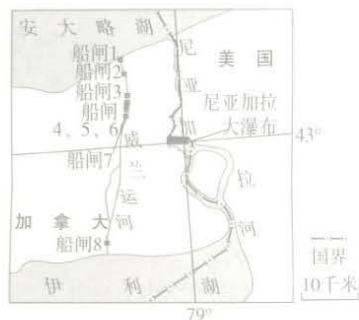 安大略湖
船闸1
船闸2
船闸3
船闸
4、5、6
船闸7
船闸8
威兰运河
尼亚加拉河
美国
尼亚加拉
大瀑布
43°
加拿大
伊利湖
79°
国界
10千米